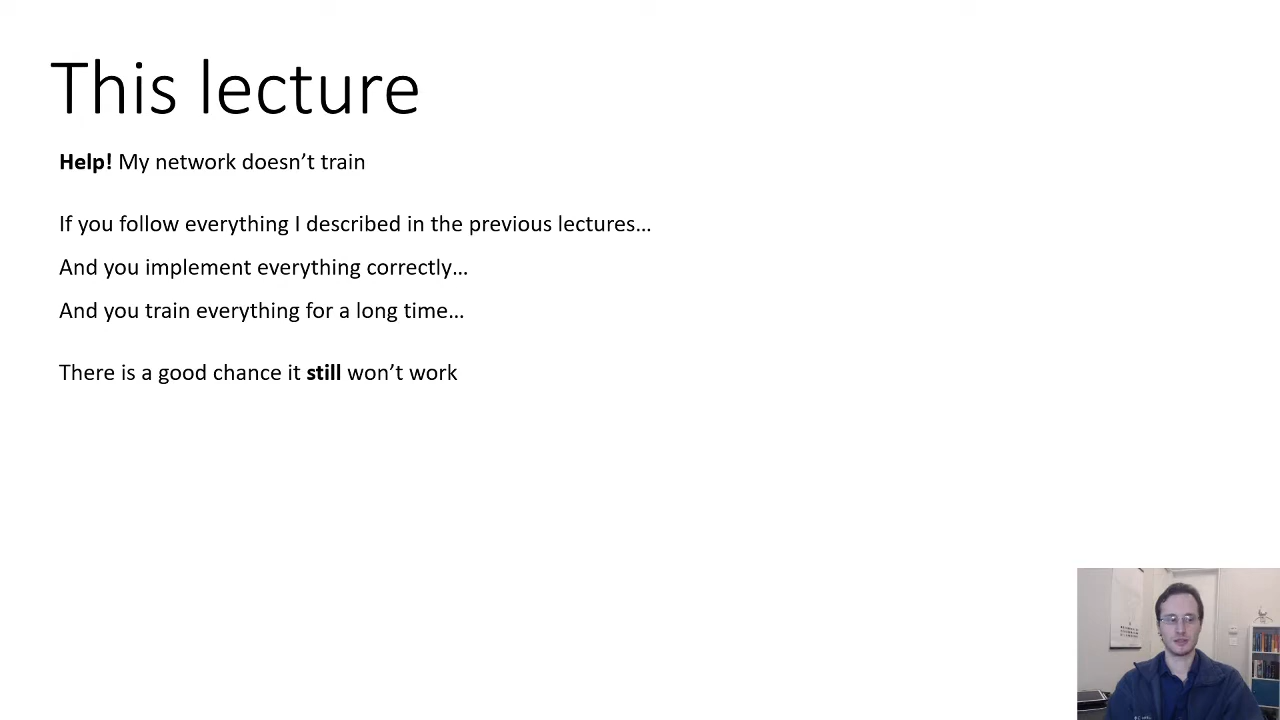 This lecture
Help! My network doesn’t train
If you follow everything I described in the previous lectures…
And you implement everything correctly…
And you train everything for a long time…
There is a good chance it still won’t work